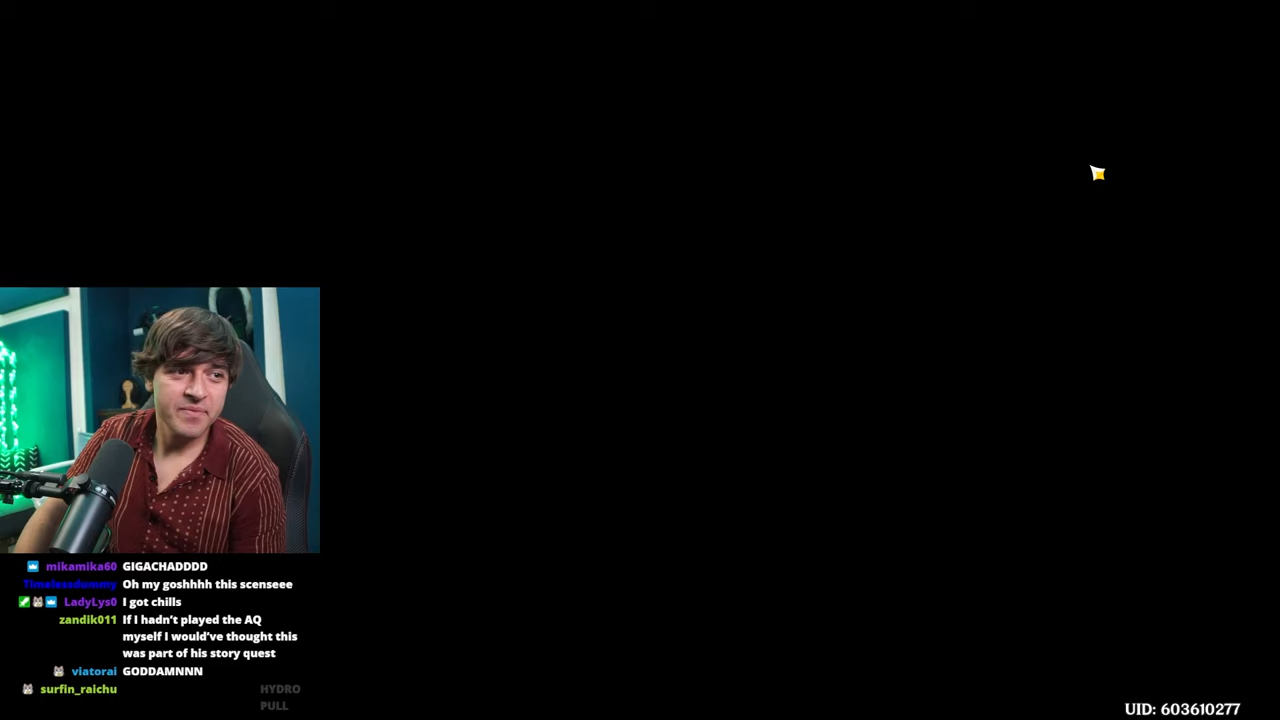 mikamika60 GIGACHADDDD
Timelessdummy Oh my goshhhh this scenseee
LadyLys0 I got chills
zandik011 If I hadn't played the AQ
myself I would've thought this
was part of his story quest
viatorai GODDAMNNN
surfin_raichu HYDRO
PULL
UID: 603610277